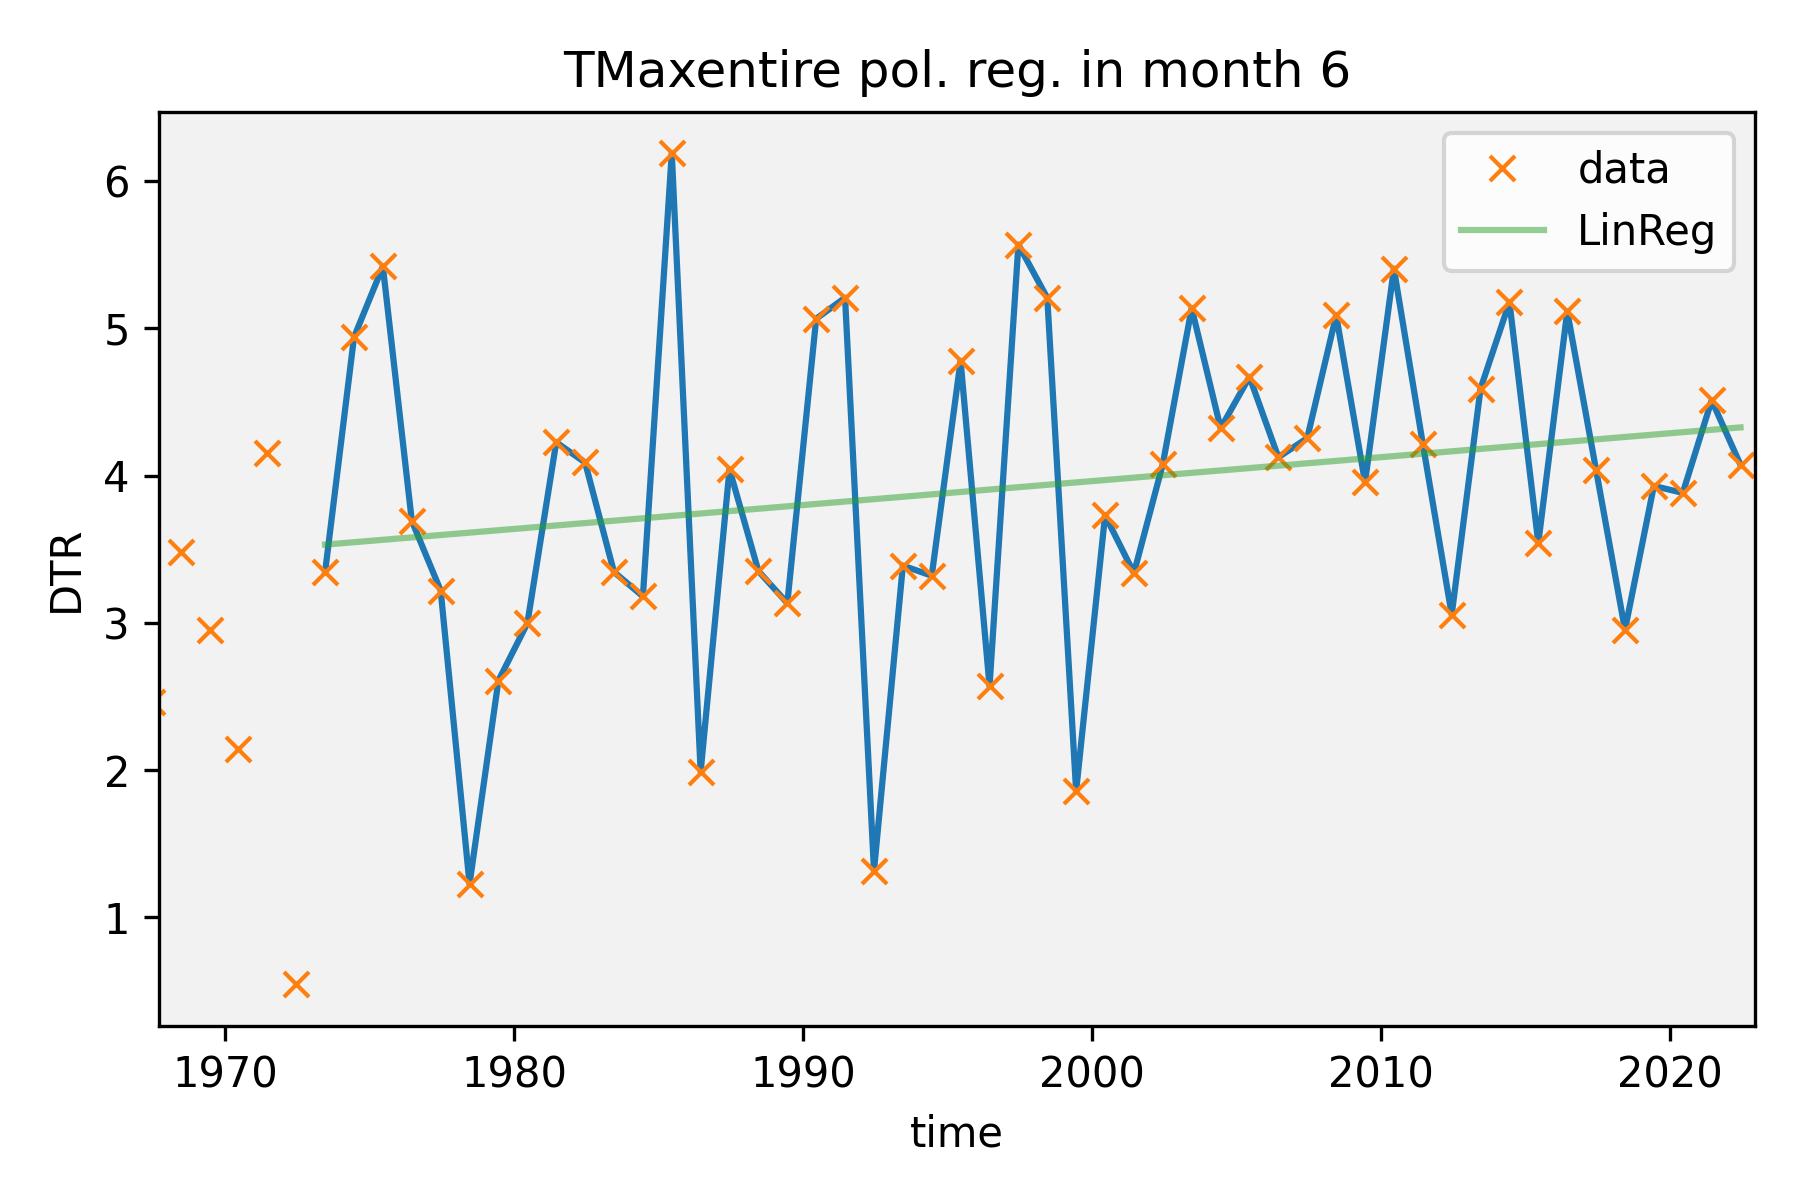 TMaxentire pol. reg. in month 6
data
LinReg
DTR
6
5
4
3
2
1
1970 1980 1990 2000 2010 2020
time